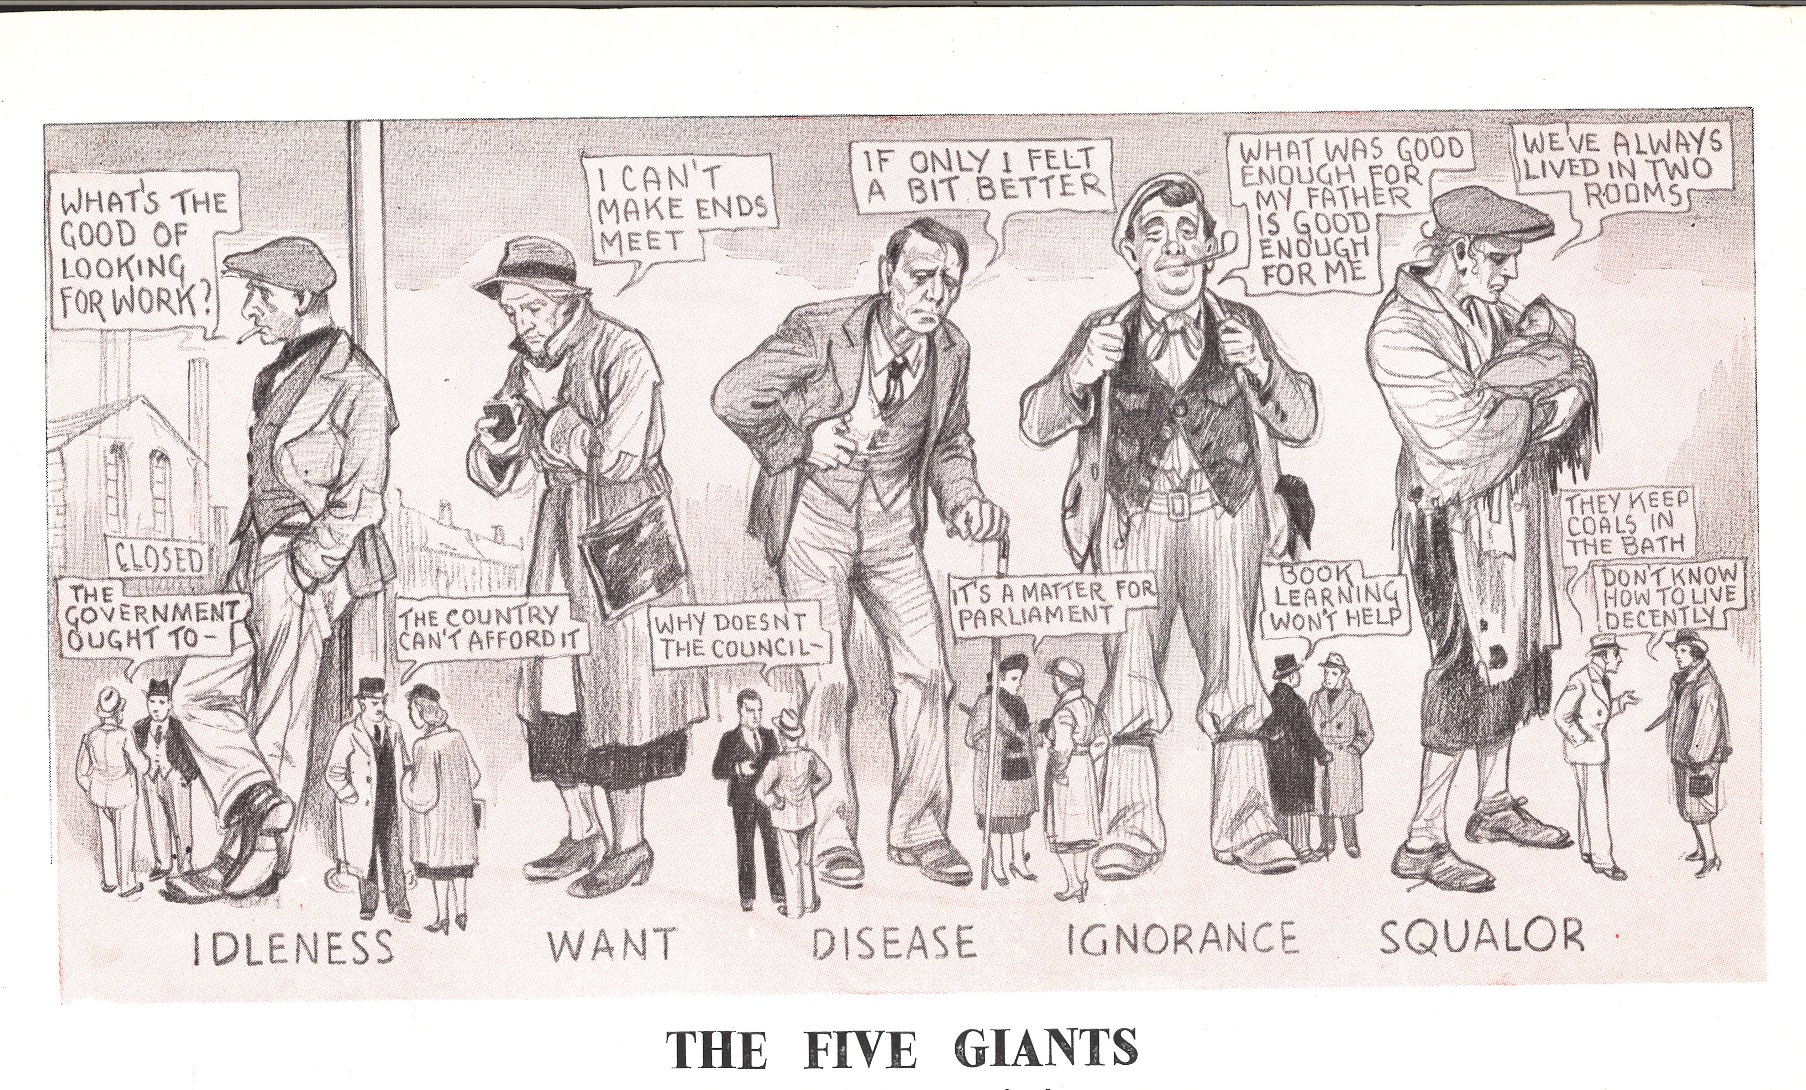 WHAT'S THE
GOOD OF
LOOKING
FOR WORK?
I CAN'T
MAKE ENDS
MEET
IF ONLY I FELT
A BIT BETTER
WHAT WAS GOOD
ENOUGH FOR
MY FATHER
IS GOOD
ENOUGH
FOR ME
WE'VE ALWAYS
LIVED IN TWO
ROOMS
CLOSED
THE
GOVERNMENT
OUGHT TO-
THE COUNTRY
CAN'T AFFORD IT
WHY DOESNT
THE COUNCIL-
IT'S A MATTER FOR
PARLIAMENT
BOOK
LEARNING
WON'T HELP
THEY KEEP
COALS IN
THE BATH
DON'T KNOW
HOW TO LIVE
DECENTLY
IDLENESS
WANT
DISEASE
IGNORANCE
SQUALOR
THE FIVE GIANTS